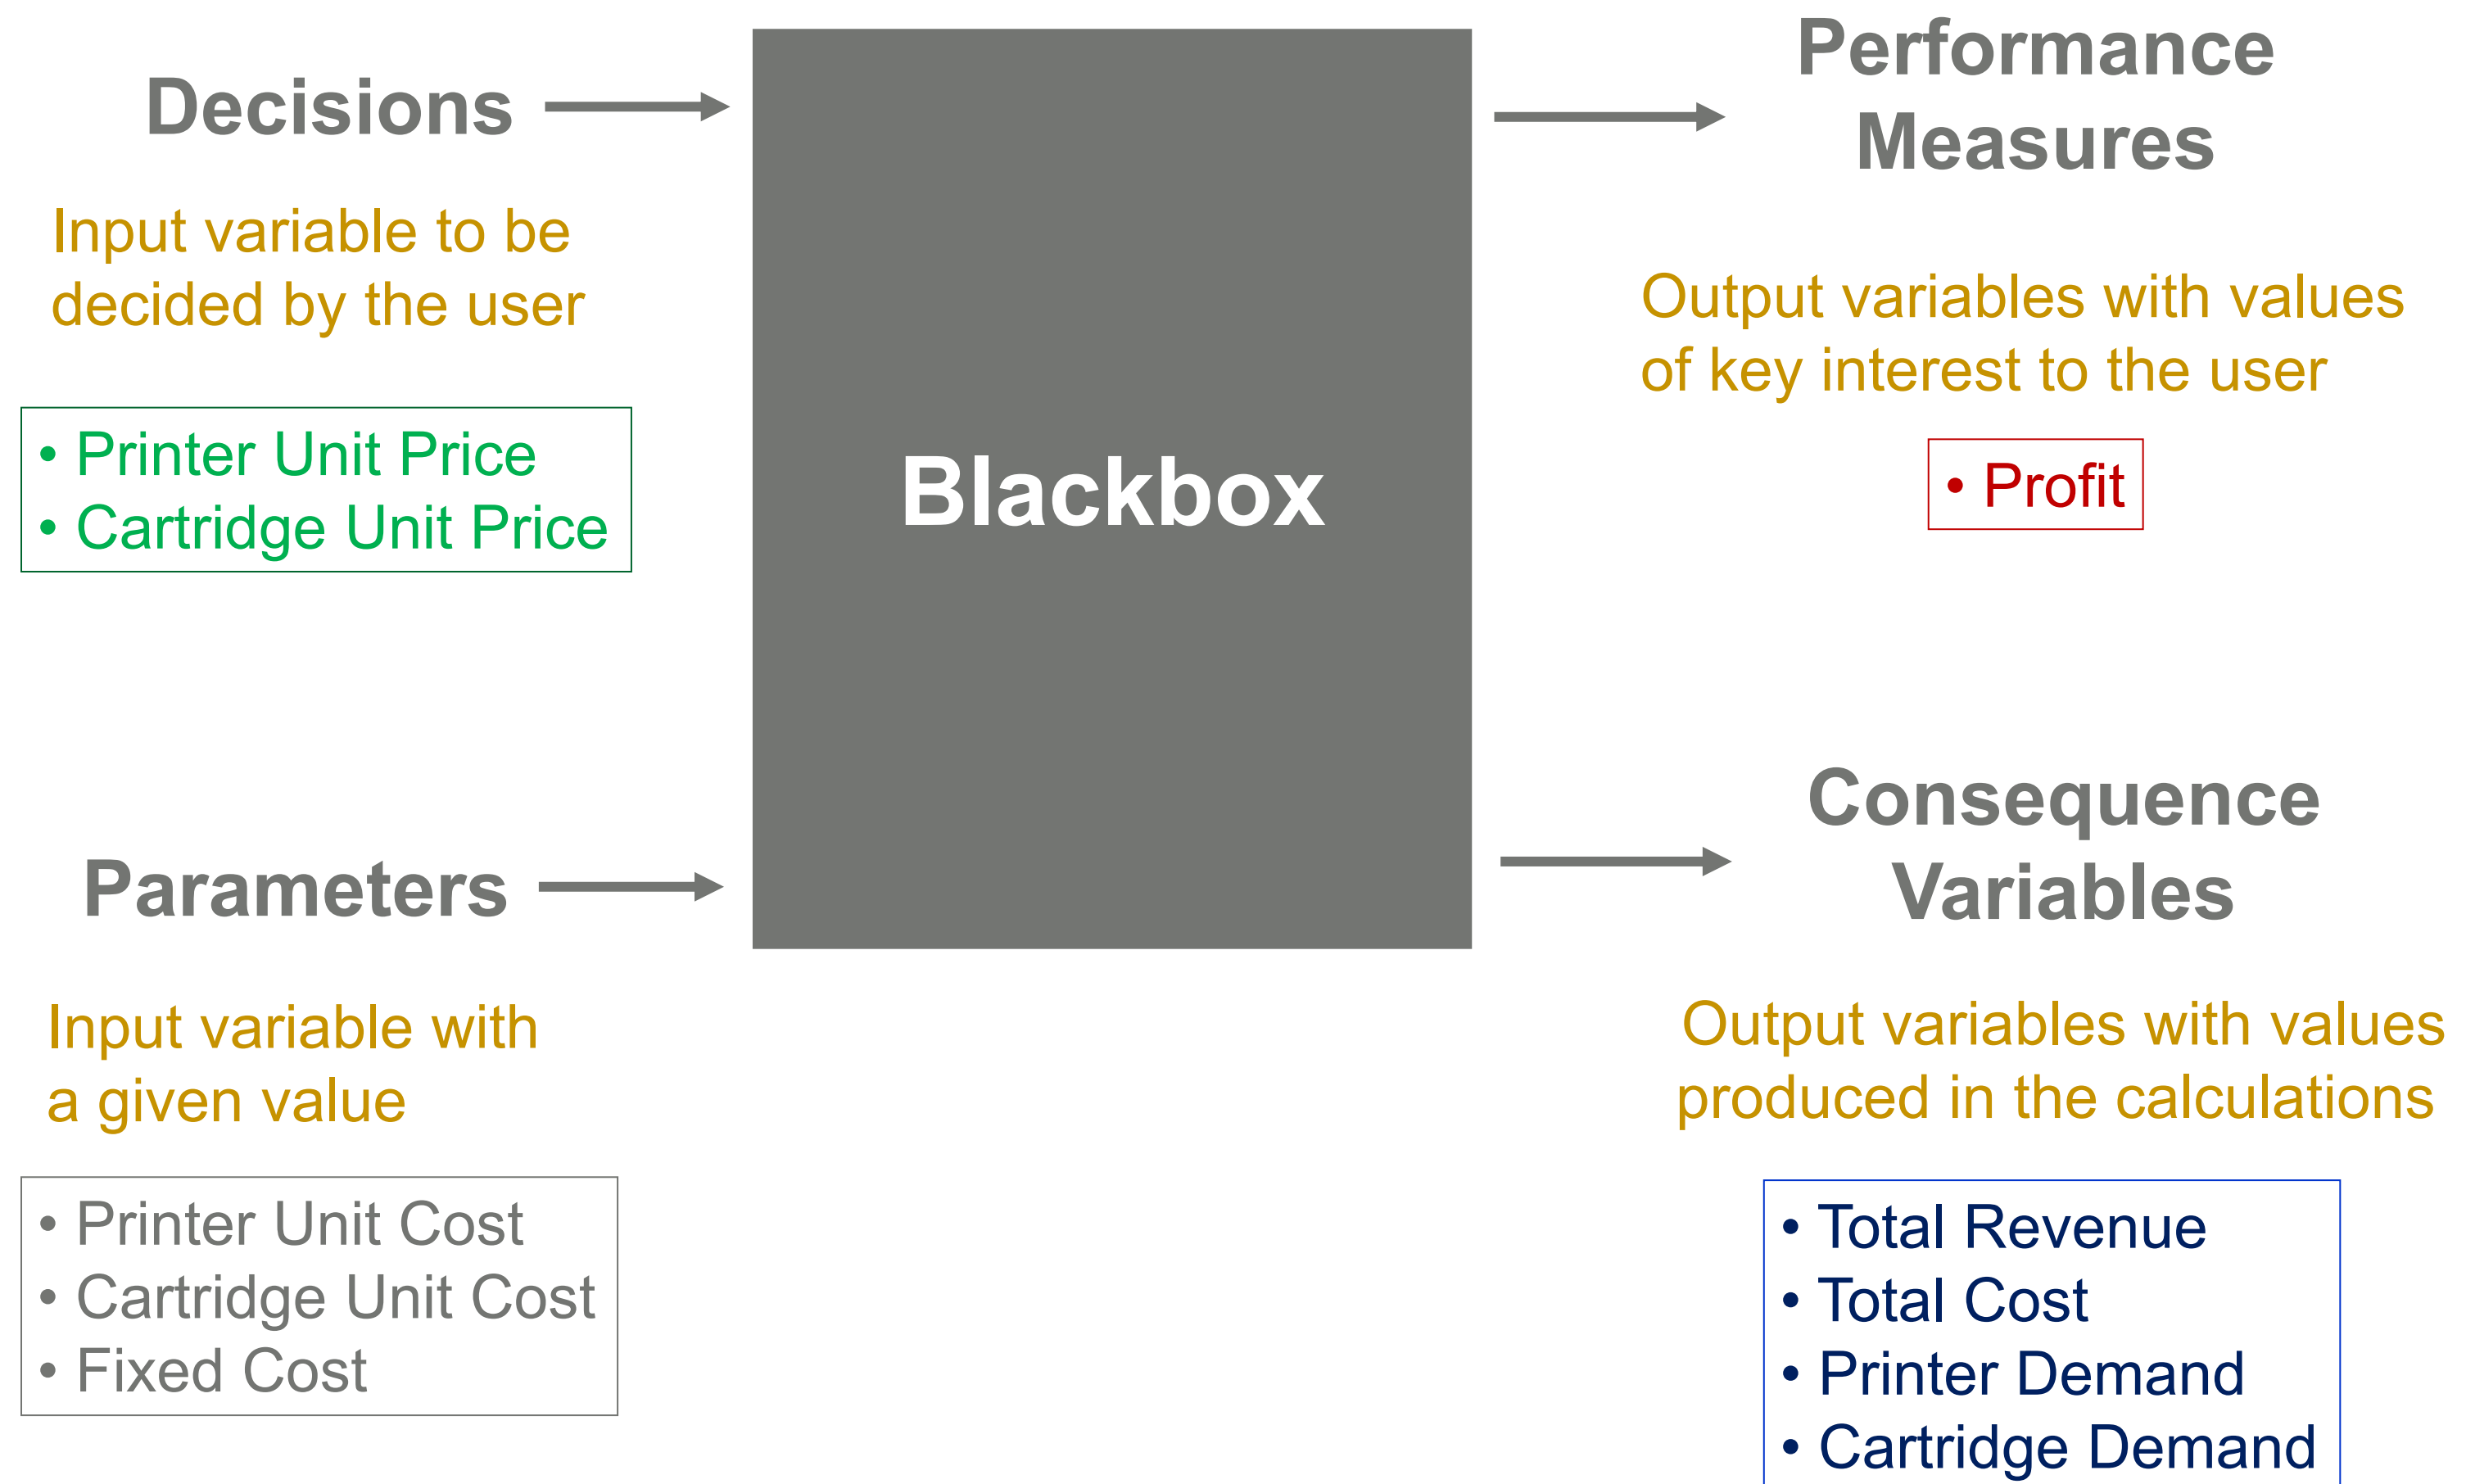 Decisions
Input variable to be
decided by the user
• Printer Unit Price
• Cartridge Unit Price
Parameters
Input variable with
a given value
• Printer Unit Cost
• Cartridge Unit Cost
• Fixed Cost
Blackbox
Performance
Measures
Output variables with values
of key interest to the user
• Profit
Consequence
Variables
Output variables with values
produced in the calculations
• Total Revenue
• Total Cost
• Printer Demand
• Cartridge Demand